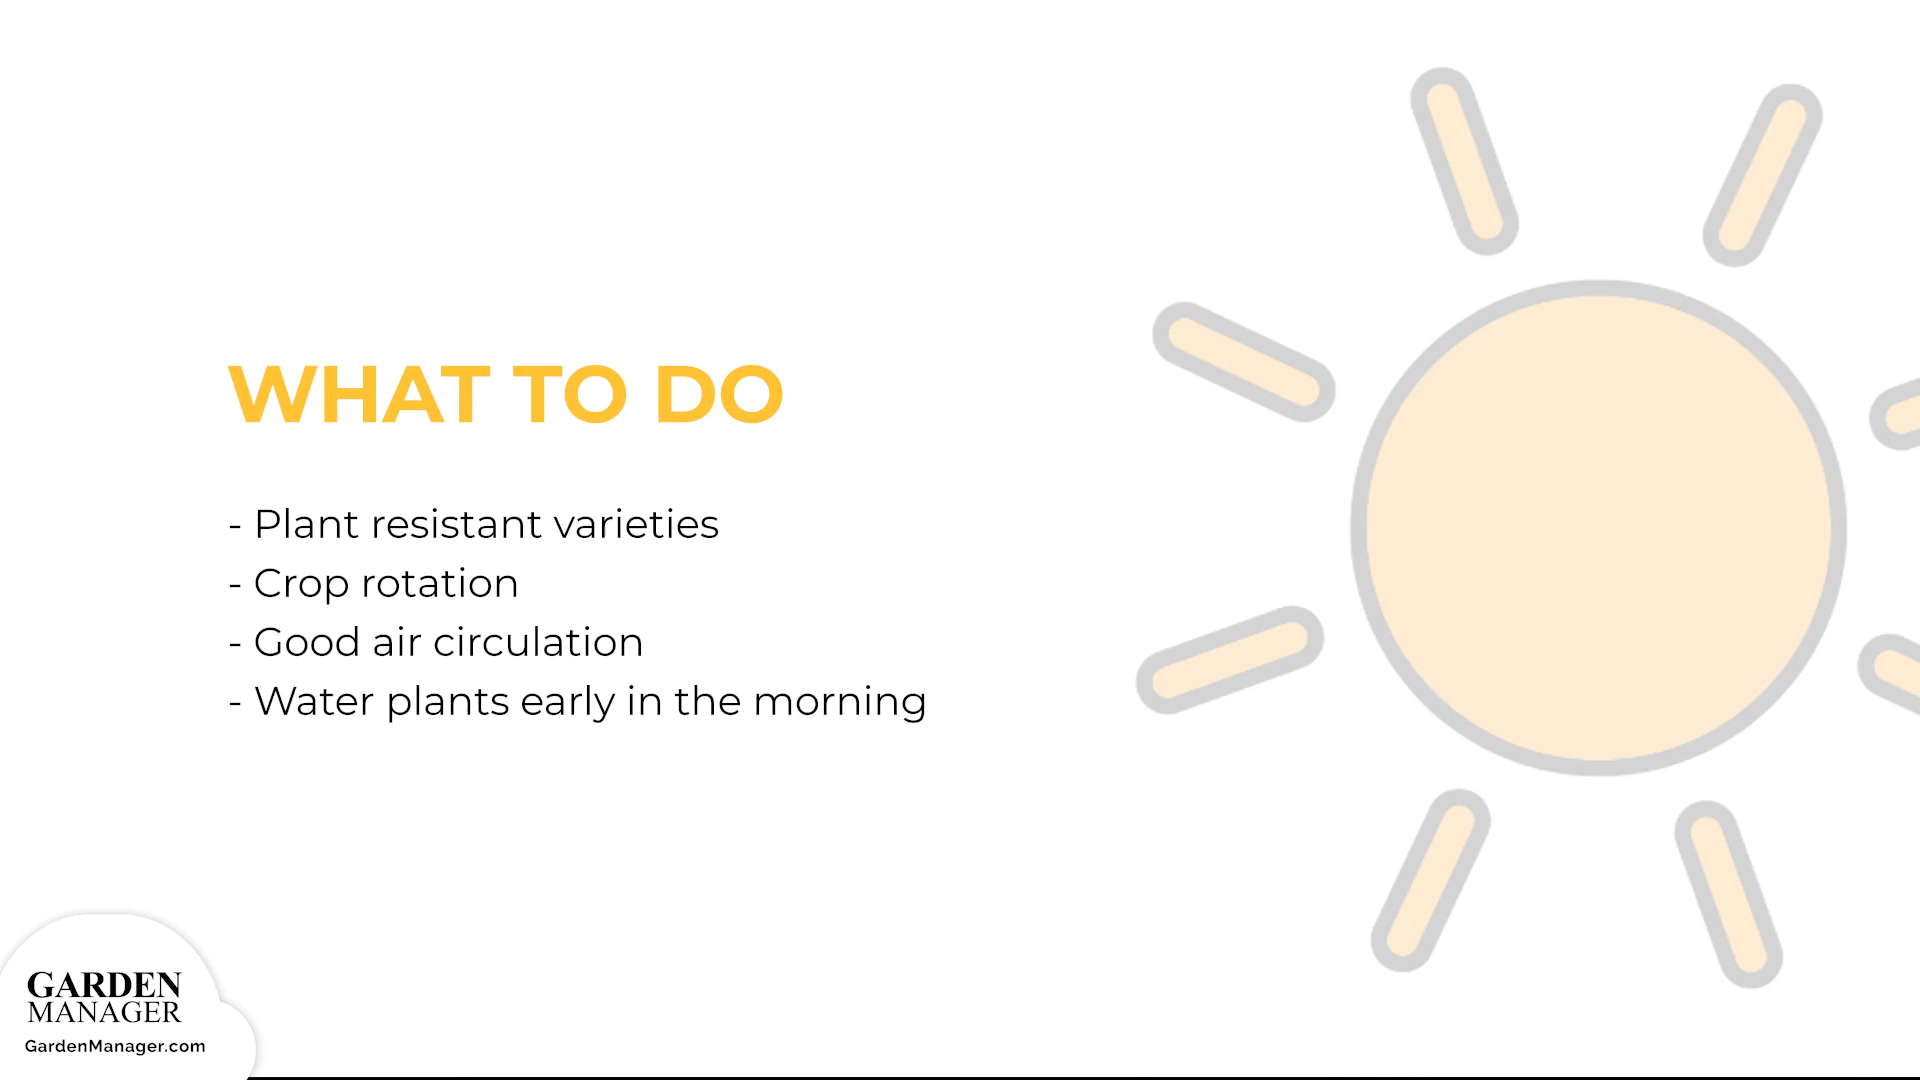 WHAT TO DO
- Plant resistant varieties
- Crop rotation
- Good air circulation
- Water plants early in the morning
GARDEN
MANAGER
GardenManager.com